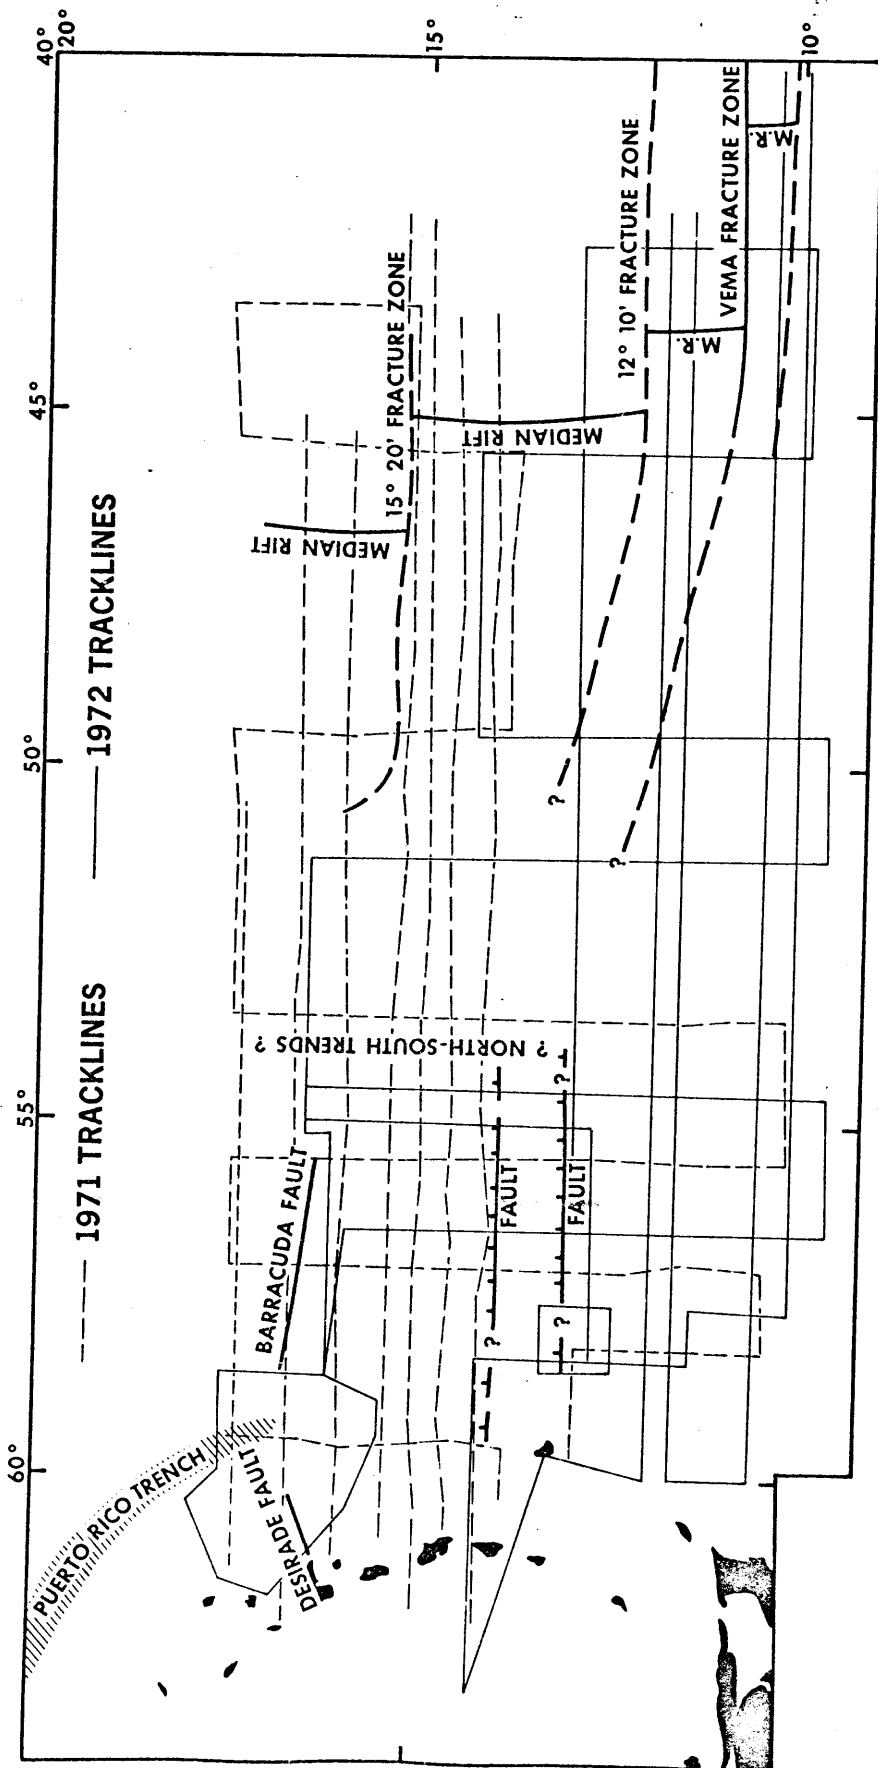 60°
55°
50°
45°
40°
20°
15°
10°
---- 1971 TRACKLINES
—— 1972 TRACKLINES
PUERTO RICO TRENCH
DESIRADE FAULT
BARRACUDA FAULT
? NORTH-SOUTH TRENDS ?
MEDIAN RIFT
15° 20' FRACTURE ZONE
MEDIAN RIFT
?
FAULT
?
FAULT
?
?
12° 10' FRACTURE ZONE
M.R.
?
VEMA FRACTURE ZONE
M.R.